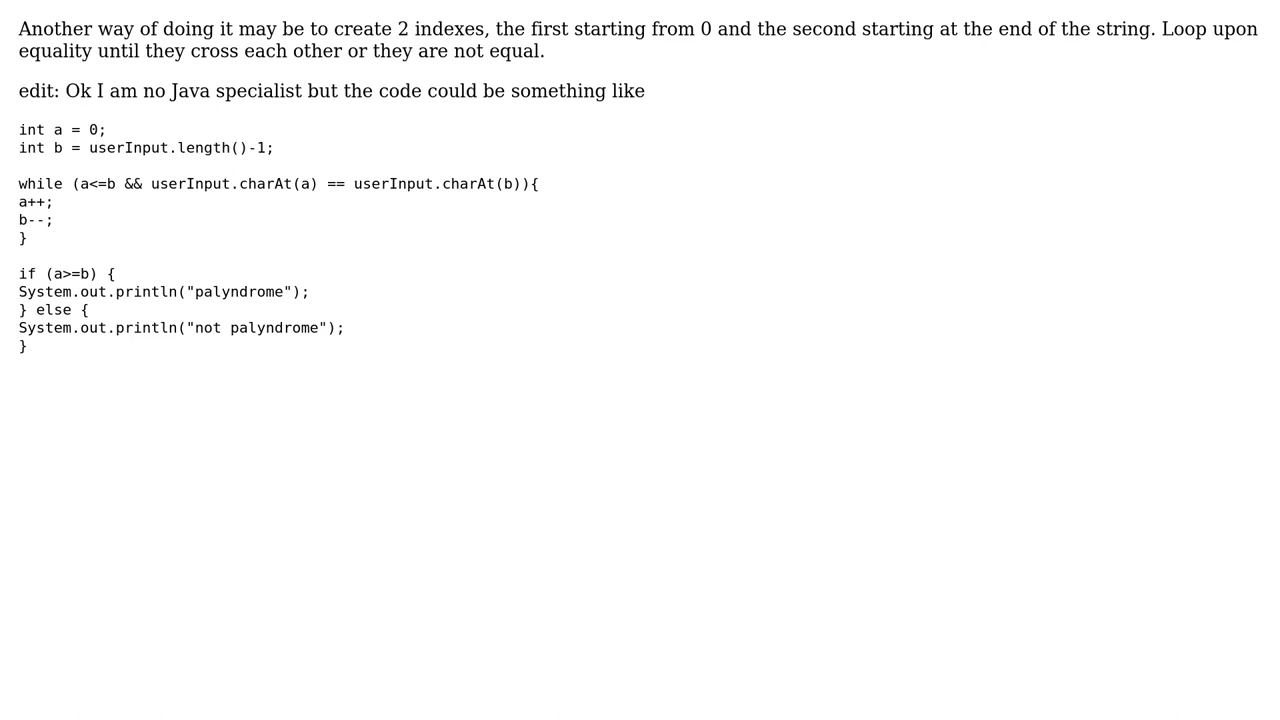 Another way of doing it may be to create 2 indexes, the first starting from 0 and the second starting at the end of the string. Loop upon
equality until they cross each other or they are not equal.
edit: Ok I am no Java specialist but the code could be something like
int a = 0;
int b = userInput.length()-1;
while (a<=b && userInput.charAt(a) == userInput.charAt(b)){
a++;
b--;
}
if (a>=b) {
System.out.println("palyndrome");
} else {
System.out.println("not palyndrome");
}